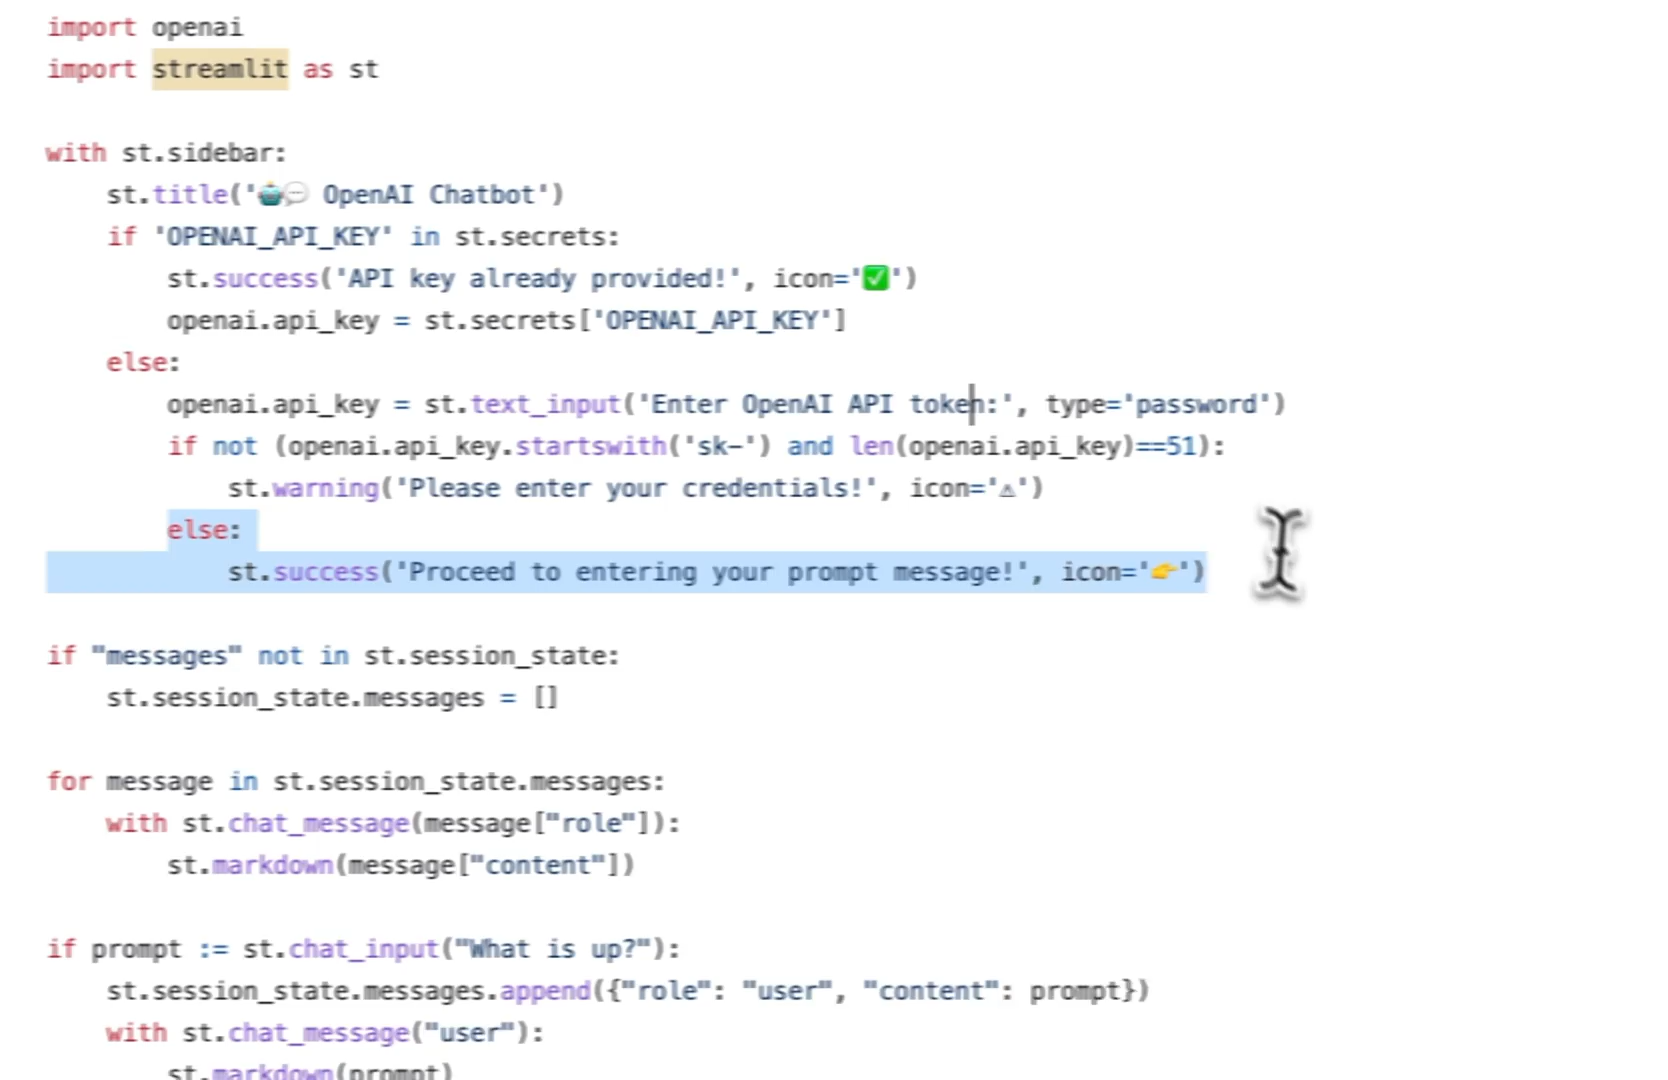 import openai
import streamlit as st
with st.sidebar:
    st.title('🤖💬 OpenAI Chatbot')
    if 'OPENAI_API_KEY' in st.secrets:
        st.success('API key already provided!', icon='✅')
        openai.api_key = st.secrets['OPENAI_API_KEY']
    else:
        openai.api_key = st.text_input('Enter OpenAI API token:', type='password')
        if not (openai.api_key.startswith('sk-') and len(openai.api_key)==51):
            st.warning('Please enter your credentials!', icon='⚠')
        else:
            st.success('Proceed to entering your prompt message!', icon='👉')
if "messages" not in st.session_state:
    st.session_state.messages = []
for message in st.session_state.messages:
    with st.chat_message(message["role"]):
        st.markdown(message["content"])
if prompt := st.chat_input("What is up?"):
    st.session_state.messages.append({"role": "user", "content": prompt})
    with st.chat_message("user"):
        st.markdown(prompt)